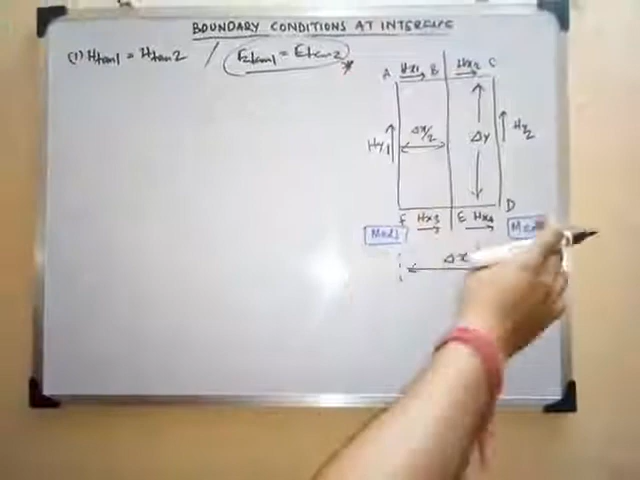 BOUNDARY CONDITIONS AT INTERFACE
(1) Htan1 = Htan2 / Etan1 = Etan2 *
A Hx1 B Hx2 C
Hy1 Δx/2 Δy Hy2
F Hx3 E Hx4 D
Med1
Δx